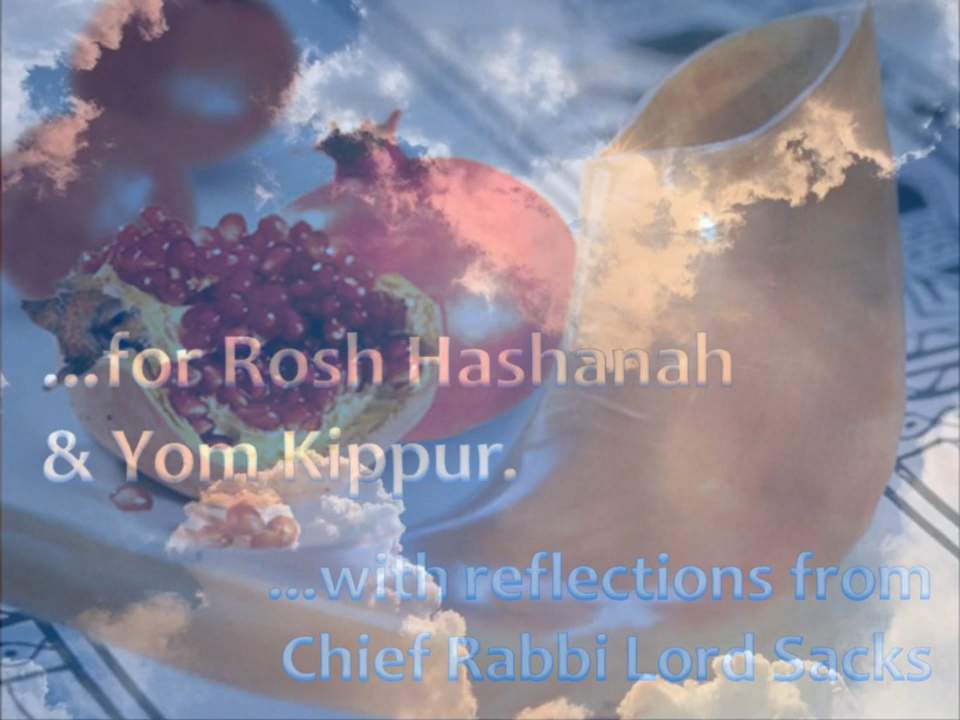 ...for Rosh Hashanah
& Yom Kippur.
...with reflections from
Chief Rabbi Lord Sacks